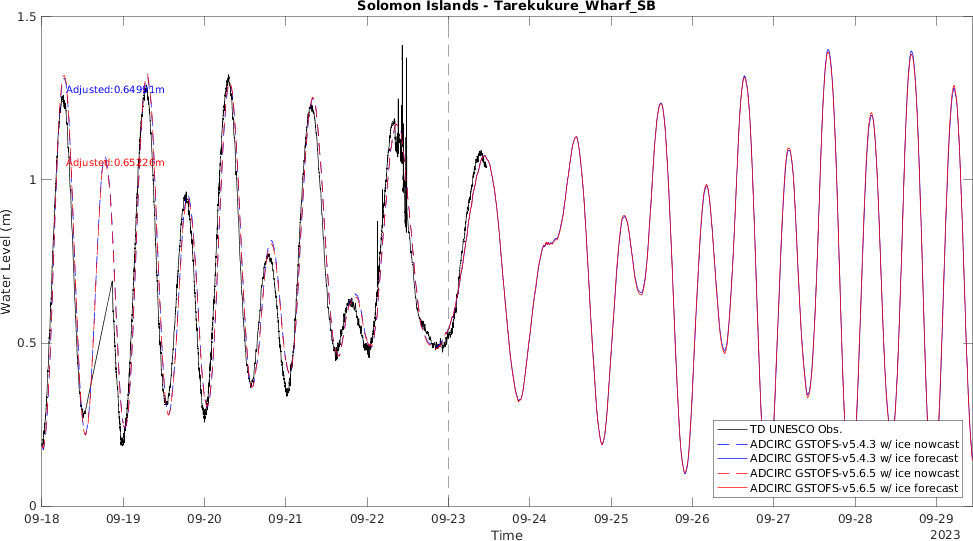 Solomon Islands - Tarekukure_Wharf_SB
1.5
Adjusted:0.64991m
Adjusted:0.65226m
1
0.5
0
Water Level (m)
09-18 09-19 09-20 09-21 09-22 09-23 09-24 09-25 09-26 09-27 09-28 09-29
Time
2023
TD UNESCO Obs.
ADCIRC GSTOFS-v5.4.3 w/ ice nowcast
ADCIRC GSTOFS-v5.4.3 w/ ice forecast
ADCIRC GSTOFS-v5.6.5 w/ ice nowcast
ADCIRC GSTOFS-v5.6.5 w/ ice forecast